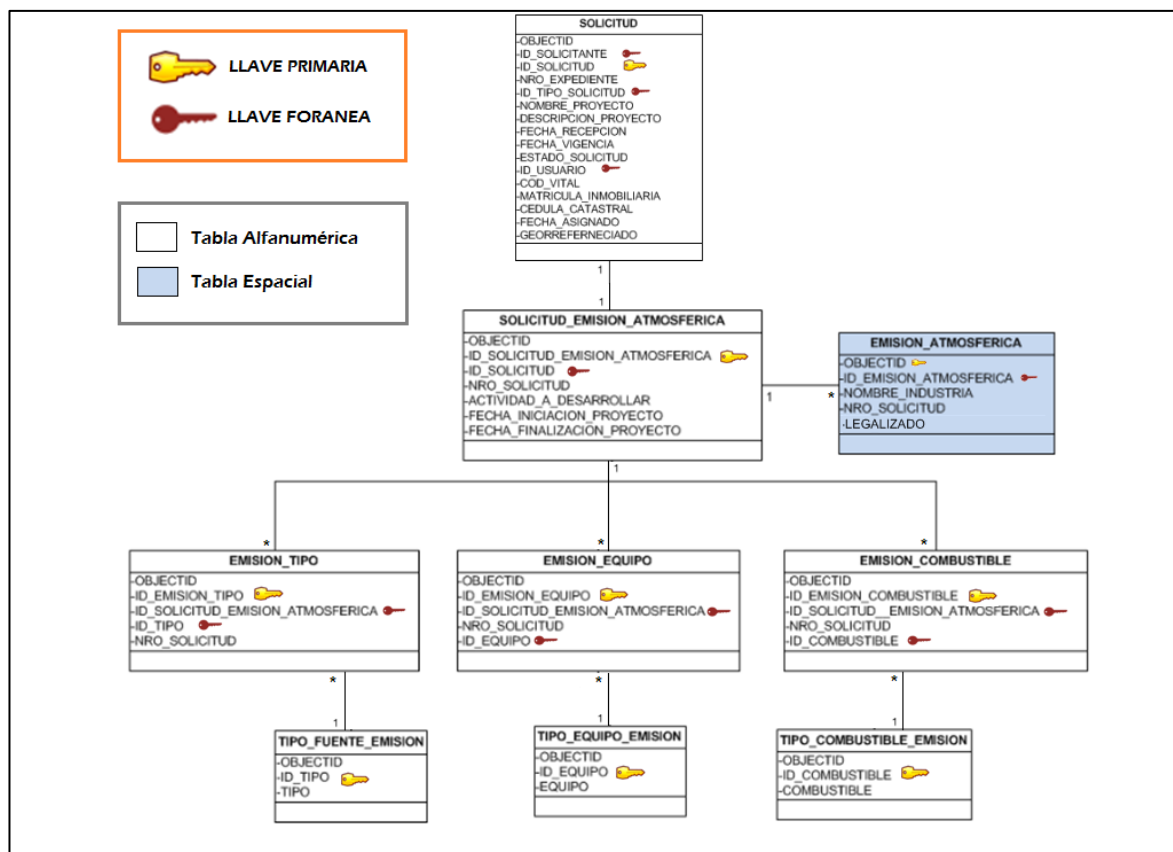 LLAVE PRIMARIA
LLAVE FORANEA
Tabla Alfanumérica
Tabla Espacial
SOLICITUD
-OBJECTID
-ID_SOLICITANTE
-ID_SOLICITUD
-NRO_EXPEDIENTE
-ID_TIPO_SOLICITUD
-NOMBRE_PROYECTO
-DESCRIPCION_PROYECTO
-FECHA_RECEPCION
-FECHA_VIGENCIA
-ESTADO_SOLICITUD
-ID_USUARIO
-COD_VITAL
-MATRICULA_INMOBILIARIA
-CEDULA_CATASTRAL
-FECHA_ASIGNADO
-GEORREFERNECIADO
1
1
SOLICITUD_EMISION_ATMOSFERICA
-OBJECTID
-ID_SOLICITUD_EMISION_ATMOSFERICA
-ID_SOLICITUD
-NRO_SOLICITUD
-ACTIVIDAD_A_DESARROLLAR
-FECHA_INICIACION_PROYECTO
-FECHA_FINALIZACION_PROYECTO
1
*
EMISION_ATMOSFERICA
-OBJECTID
-ID_EMISION_ATMOSFERICA
-NOMBRE_INDUSTRIA
-NRO_SOLICITUD
-LEGALIZADO
1
*
*
*
EMISION_TIPO
-OBJECTID
-ID_EMISION_TIPO
-ID_SOLICITUD_EMISION_ATMOSFERICA
-ID_TIPO
-NRO_SOLICITUD
EMISION_EQUIPO
-OBJECTID
-ID_EMISION_EQUIPO
-ID_SOLICITUD_EMISION_ATMOSFERICA
-NRO_SOLICITUD
-ID_EQUIPO
EMISION_COMBUSTIBLE
-OBJECTID
-ID_EMISION_COMBUSTIBLE
-ID_SOLICITUD__EMISION_ATMOSFERICA
-NRO_SOLICITUD
-ID_COMBUSTIBLE
*
*
*
1
1
1
TIPO_FUENTE_EMISION
-OBJECTID
-ID_TIPO
-TIPO
TIPO_EQUIPO_EMISION
-OBJECTID
-ID_EQUIPO
-EQUIPO
TIPO_COMBUSTIBLE_EMISION
-OBJECTID
-ID_COMBUSTIBLE
-COMBUSTIBLE